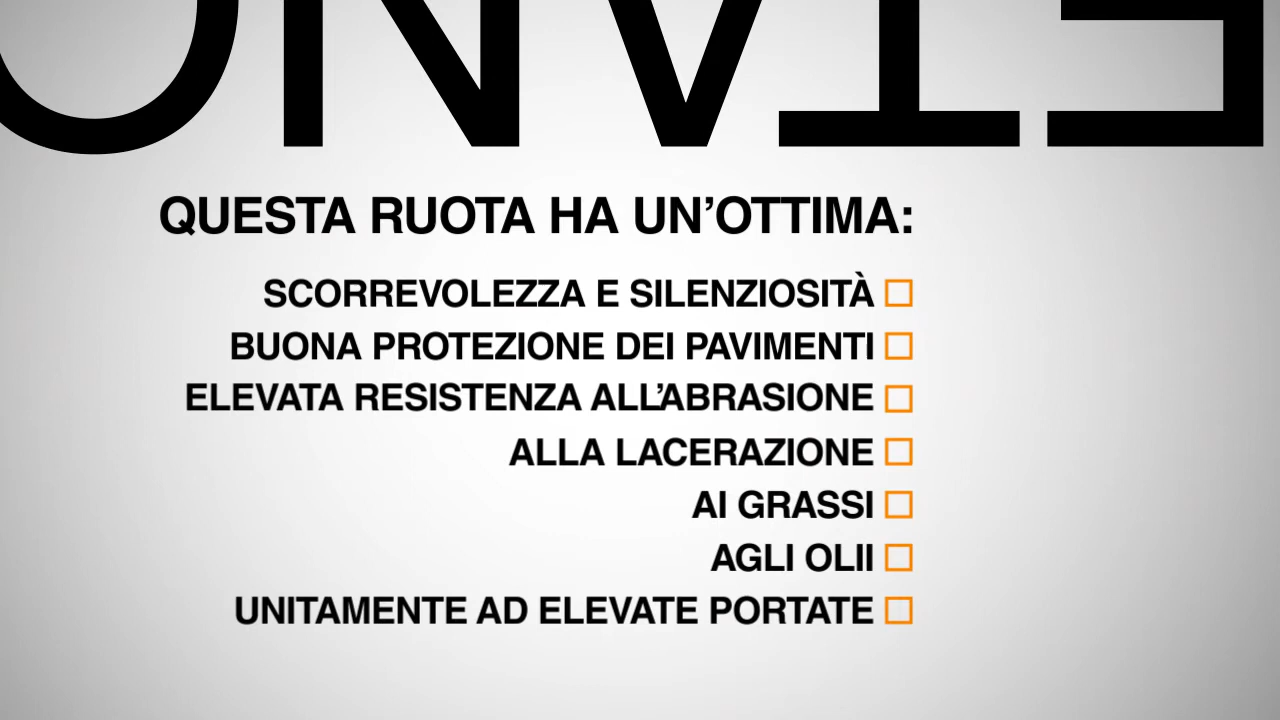 QUESTA RUOTA HA UN’OTTIMA:
SCORREVOLEZZA E SILENZIOSITÀ
BUONA PROTEZIONE DEI PAVIMENTI
ELEVATA RESISTENZA ALL’ABRASIONE
ALLA LACERAZIONE
AI GRASSI
AGLI OLII
UNITAMENTE AD ELEVATE PORTATE